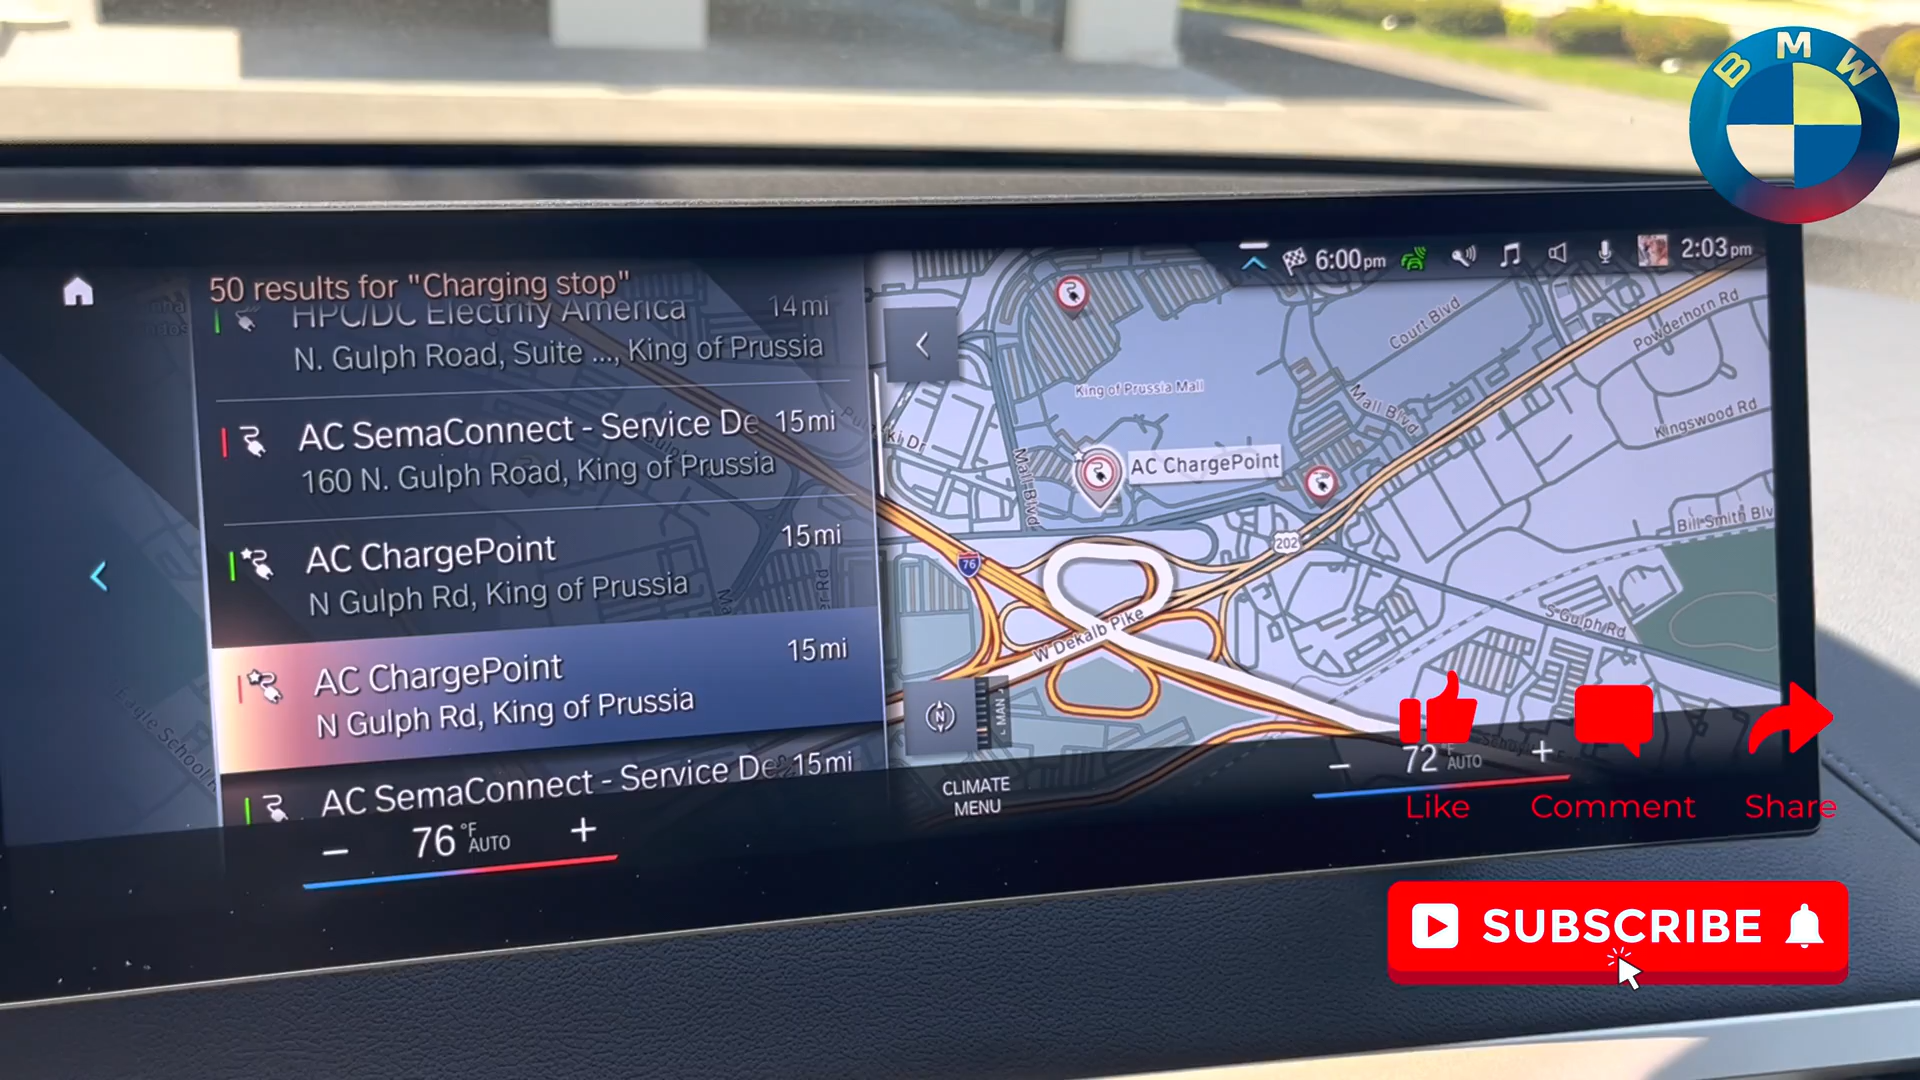 BMW
6:00 pm
2:03 pm
50 results for "Charging stop"
HPC/DC Electrify America 14 mi
N. Gulph Road, Suite ..., King of Prussia
AC SemaConnect - Service De 15 mi
160 N. Gulph Road, King of Prussia
AC ChargePoint 15 mi
N Gulph Rd, King of Prussia
AC ChargePoint 15 mi
N Gulph Rd, King of Prussia
AC SemaConnect - Service De 15 mi
King of Prussia Mall
AC ChargePoint
Court Blvd
Powderhorn Rd
Mall Blvd
Kingswood Rd
ki Dr
Mall Blvd
Bill Smith Blv
76
202
W Dekalb Pike
S Gulph Rd
Eagle School R
N
MAN
CLIMATE
MENU
− 76 °F AUTO +
− 72 °F AUTO +
Like
Comment
Share
SUBSCRIBE